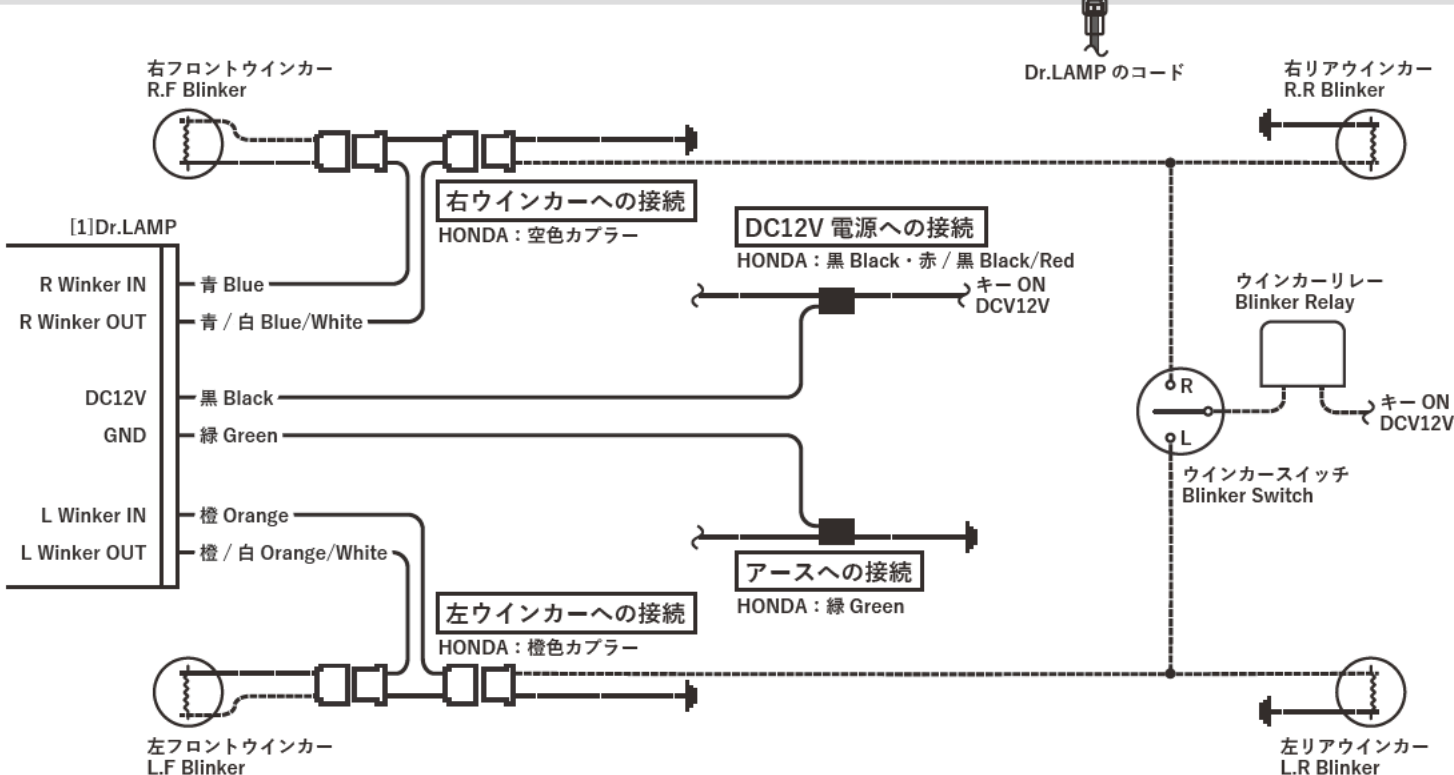 Dr.LAMP のコード
右フロントウインカー
R.F Blinker
右リアウインカー
R.R Blinker
右ウインカーへの接続
HONDA：空色カプラー
[1]Dr.LAMP
DC12V 電源への接続
HONDA：黒 Black・赤 / 黒 Black/Red
キー ON
DCV12V
R Winker IN
青 Blue
R Winker OUT
青 / 白 Blue/White
ウインカーリレー
Blinker Relay
DC12V
黒 Black
GND
緑 Green
R
L
キー ON
DCV12V
ウインカースイッチ
Blinker Switch
L Winker IN
橙 Orange
L Winker OUT
橙 / 白 Orange/White
アースへの接続
HONDA：緑 Green
左ウインカーへの接続
HONDA：橙色カプラー
左フロントウインカー
L.F Blinker
左リアウインカー
L.R Blinker